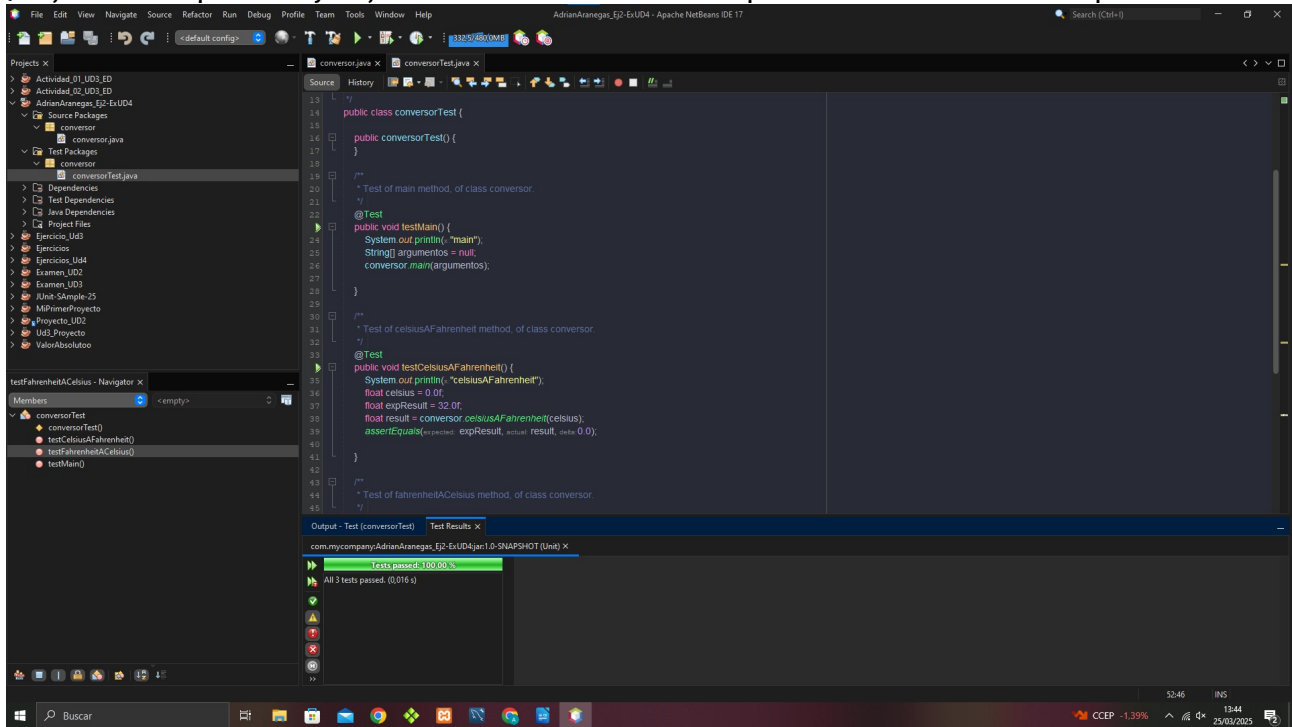 File Edit View Navigate Source Refactor Run Debug Profile Team Tools Window Help
AdrianAranegas_Ej2-ExUD4 - Apache NetBeans IDE 17
Search (Ctrl+I)
<default config>
332,5/480,0MB
Projects
Actividad_01_UD3_ED
Actividad_02_UD3_ED
AdrianAranegas_Ej2-ExUD4
Source Packages
conversor
conversor.java
Test Packages
conversor
conversorTest.java
Dependencies
Test Dependencies
Java Dependencies
Project Files
Ejercicio_Ud3
Ejercicios
Ejercicios_Ud4
Examen_UD2
Examen_UD3
JUnit-SAmple-25
MiPrimerProyecto
Proyecto_UD2
Ud3_Proyecto
ValorAbsolutoo
testFahrenheitACelsius - Navigator
Members
<empty>
conversorTest
conversorTest()
testCelsiusAFahrenheit()
testFahrenheitACelsius()
testMain()
conversor.java conversorTest.java
Source History
13 */
14 public class conversorTest {
15
16 public conversorTest() {
17 }
18
19 /**
20 * Test of main method, of class conversor.
21 */
22 @Test
public void testMain() {
24 System.out.println(x: "main");
25 String[] argumentos = null;
26 conversor.main(argumentos);
27
28 }
29
30 /**
31 * Test of celsiusAFahrenheit method, of class conversor.
32 */
33 @Test
public void testCelsiusAFahrenheit() {
35 System.out.println(x: "celsiusAFahrenheit");
36 float celsius = 0.0f;
37 float expResult = 32.0f;
38 float result = conversor.celsiusAFahrenheit(celsius);
39 assertEquals(expected: expResult, actual: result, delta: 0.0);
40
41 }
42
43 /**
44 * Test of fahrenheitACelsius method, of class conversor.
45 */
Output - Test (conversorTest) Test Results
com.mycompany:AdrianAranegas_Ej2-ExUD4:jar:1.0-SNAPSHOT (Unit)
Tests passed: 100,00 %
All 3 tests passed. (0,016 s)
52:46 INS
Buscar
CCEP -1,39%
13:44
25/03/2025
2